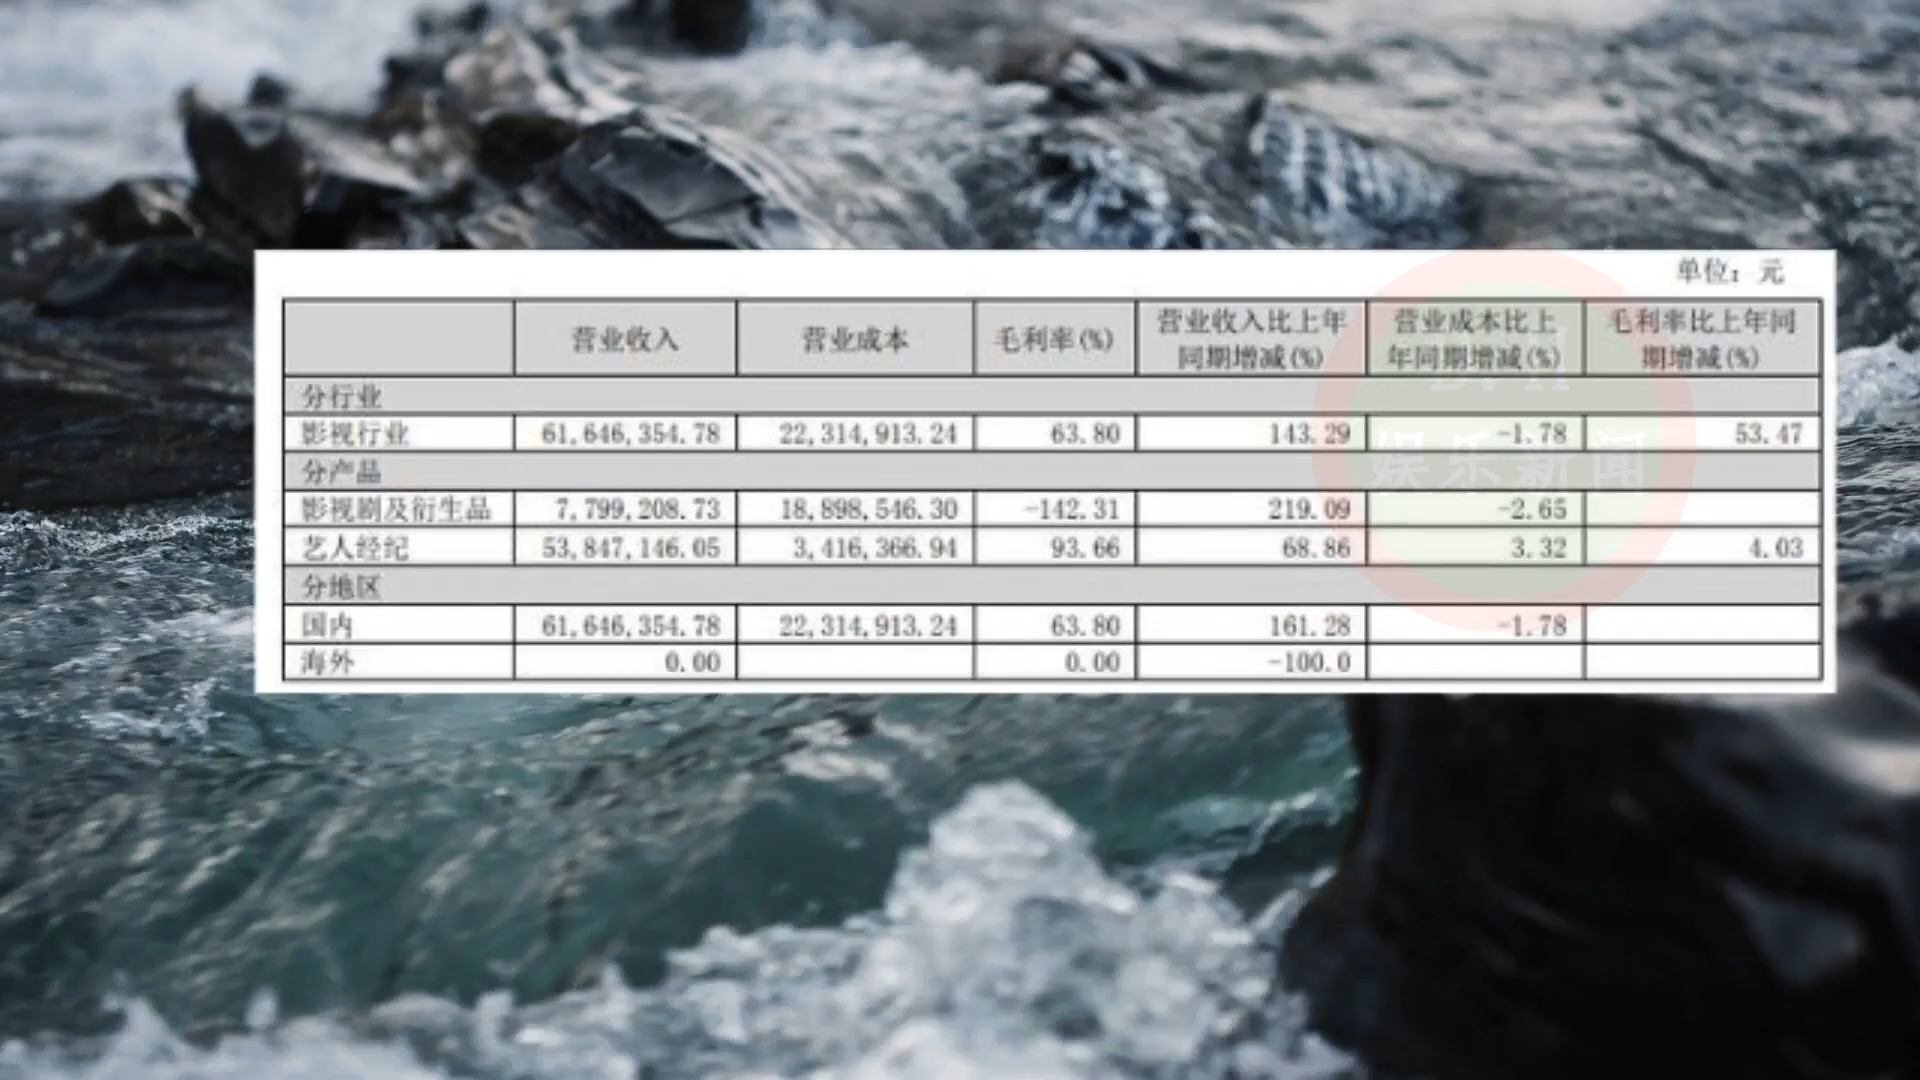 单位：元
营业收入 营业成本 毛利率(%) 营业收入比上年同期增减(%) 营业成本比上年同期增减(%) 毛利率比上年同期增减(%)
分行业
影视行业 61,646,354.78 22,314,913.24 63.80 143.29 -1.78 53.47
分产品
影视剧及衍生品 7,799,208.73 18,898,546.30 -142.31 219.09 -2.65
艺人经纪 53,847,146.05 3,416,366.94 93.66 68.86 3.32 4.03
分地区
国内 61,646,354.78 22,314,913.24 63.80 161.28 -1.78
海外 0.00 0.00 -100.0
娱乐新闻